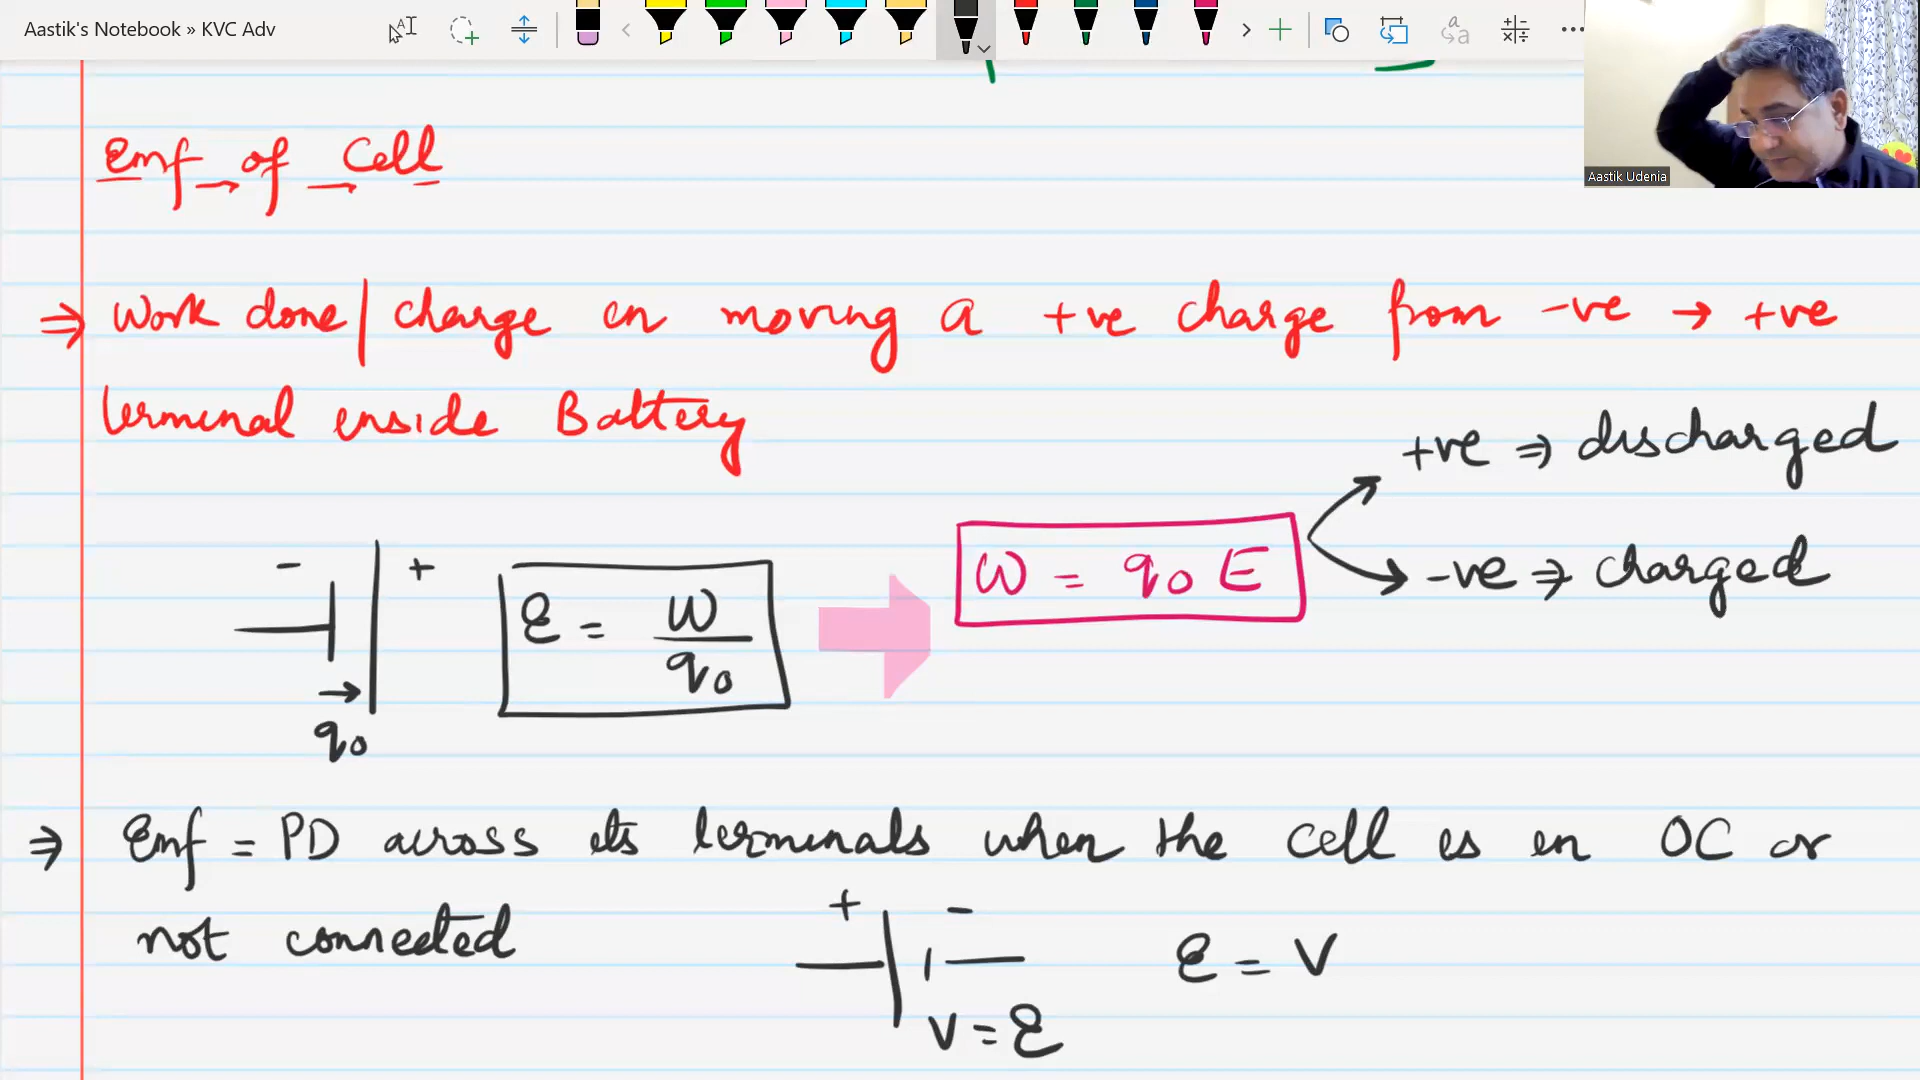 Aastik's Notebook » KVC Adv
Aastik Udenia
Emf of Cell
⇒ Work done | charge in moving a +ve charge from -ve → +ve
terminal inside Battery
+ve ⇒ discharged
W = q₀ E
-ve ⇒ charged
- +
ℰ = W / q₀
→
q₀
⇒ Emf = PD across its terminals when the cell is in OC or
not connected
+ -
ℰ = V
V = ℰ